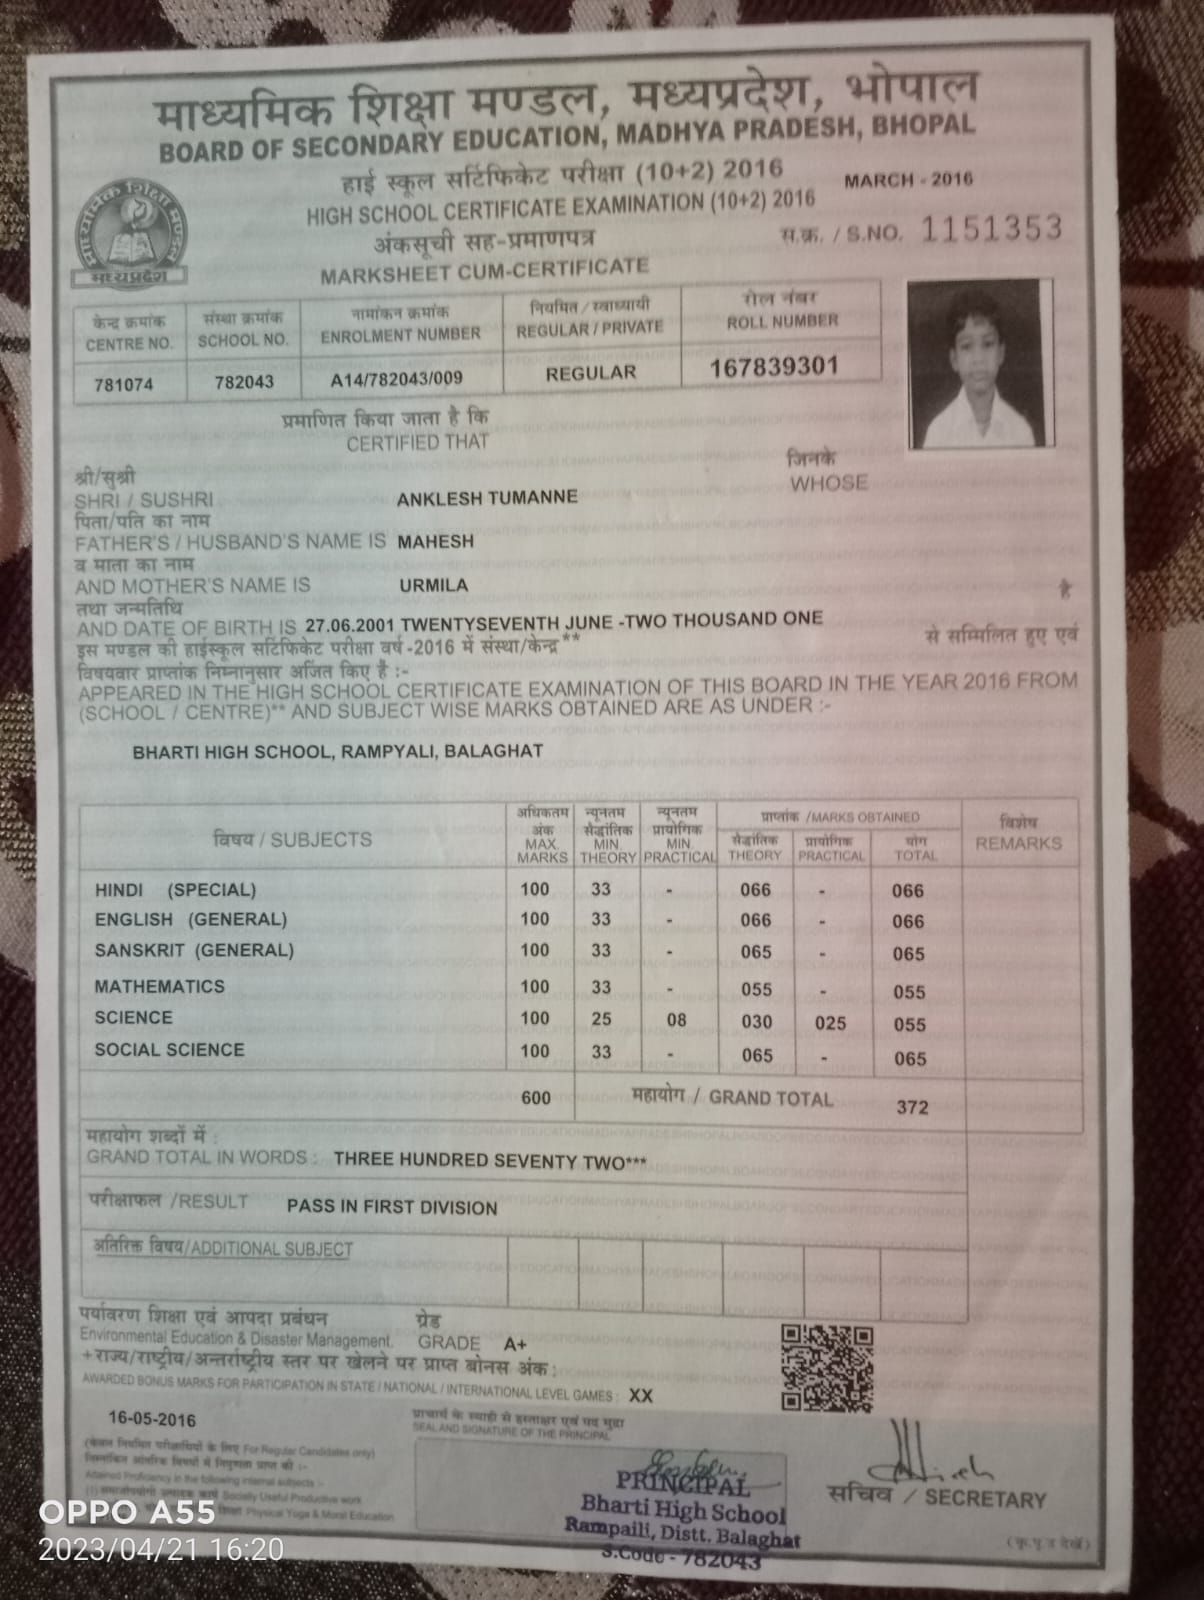 माध्यमिक शिक्षा मण्डल, मध्यप्रदेश, भोपाल
BOARD OF SECONDARY EDUCATION, MADHYA PRADESH, BHOPAL
हाई स्कूल सर्टिफिकेट परीक्षा (10+2) 2016
MARCH - 2016
HIGH SCHOOL CERTIFICATE EXAMINATION (10+2) 2016
अंकसूची सह-प्रमाणपत्र
स.क्र. / S.NO. 1151353
MARKSHEET CUM-CERTIFICATE
माध्यमिक शिक्षा मण्डल
मध्यप्रदेश
केन्द्र क्रमांक संस्था क्रमांक नामांकन क्रमांक नियमित / स्वाध्यायी रोल नंबर
CENTRE NO. SCHOOL NO. ENROLMENT NUMBER REGULAR / PRIVATE ROLL NUMBER
781074 782043 A14/782043/009 REGULAR 167839301
प्रमाणित किया जाता है कि
CERTIFIED THAT
जिनके
WHOSE
श्री/सुश्री
SHRI / SUSHRI ANKLESH TUMANNE
पिता/पति का नाम
FATHER'S / HUSBAND'S NAME IS MAHESH
व माता का नाम
AND MOTHER'S NAME IS URMILA
है
तथा जन्मतिथि
AND DATE OF BIRTH IS 27.06.2001 TWENTYSEVENTH JUNE -TWO THOUSAND ONE
इस मण्डल की हाईस्कूल सर्टिफिकेट परीक्षा वर्ष -2016 में संस्था/केन्द्र** से सम्मिलित हुए एवं
विषयवार प्राप्तांक निम्नानुसार अर्जित किए है :-
APPEARED IN THE HIGH SCHOOL CERTIFICATE EXAMINATION OF THIS BOARD IN THE YEAR 2016 FROM
(SCHOOL / CENTRE)** AND SUBJECT WISE MARKS OBTAINED ARE AS UNDER :-
BHARTI HIGH SCHOOL, RAMPYALI, BALAGHAT
विषय / SUBJECTS
अधिकतम
अंक
MAX.
MARKS
न्यूनतम
सैद्धांतिक
MIN.
THEORY
न्यूनतम
प्रायोगिक
MIN.
PRACTICAL
प्राप्तांक /MARKS OBTAINED
सैद्धांतिक प्रायोगिक योग
THEORY PRACTICAL TOTAL
विशेष
REMARKS
HINDI (SPECIAL) 100 33 - 066 - 066
ENGLISH (GENERAL) 100 33 - 066 - 066
SANSKRIT (GENERAL) 100 33 - 065 - 065
MATHEMATICS 100 33 - 055 - 055
SCIENCE 100 25 08 030 025 055
SOCIAL SCIENCE 100 33 - 065 - 065
600 महायोग / GRAND TOTAL 372
महायोग शब्दों में :
GRAND TOTAL IN WORDS : THREE HUNDRED SEVENTY TWO***
परीक्षाफल /RESULT PASS IN FIRST DIVISION
अतिरिक्त विषय/ADDITIONAL SUBJECT
पर्यावरण शिक्षा एवं आपदा प्रबंधन ग्रेड
Environmental Education & Disaster Management. GRADE A+
+राज्य/राष्ट्रीय/अन्तर्राष्ट्रीय स्तर पर खेलने पर प्राप्त बोनस अंक :
AWARDED BONUS MARKS FOR PARTICIPATION IN STATE / NATIONAL / INTERNATIONAL LEVEL GAMES : XX
16-05-2016
प्राचार्य के स्याही से हस्ताक्षर एवं पद मुद्रा
SEAL AND SIGNATURE OF THE PRINCIPAL
(केवल नियमित परीक्षार्थियों के लिए For Regular Candidates only)
निम्नांकित आंतरिक विषयों में निपुणता प्राप्त की :-
Attained Proficiency in the following internal subjects :-
(1) समाजोपयोगी उत्पादक कार्य Socially Useful Productive work
Physical Yoga & Moral Education
PRINCIPAL
Bharti High School
Rampaili, Distt. Balaghat
S.Code - 782043
सचिव / SECRETARY
(कृ.पृ.उ देखें)
OPPO A55
2023/04/21 16:20